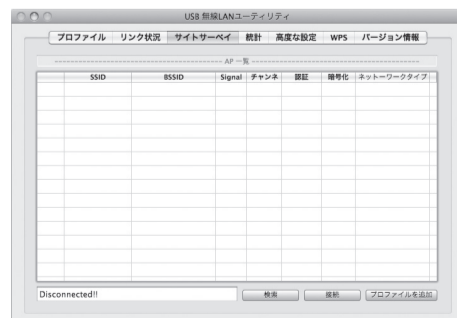 USB 無線LANユーティリティ
プロファイル リンク状況 サイトサーベイ 統計 高度な設定 WPS バージョン情報
AP 一覧
SSID BSSID Signal チャンネ 認証 暗号化 ネットーワークタイプ
Disconnected!! 検索 接続 プロファイルを追加